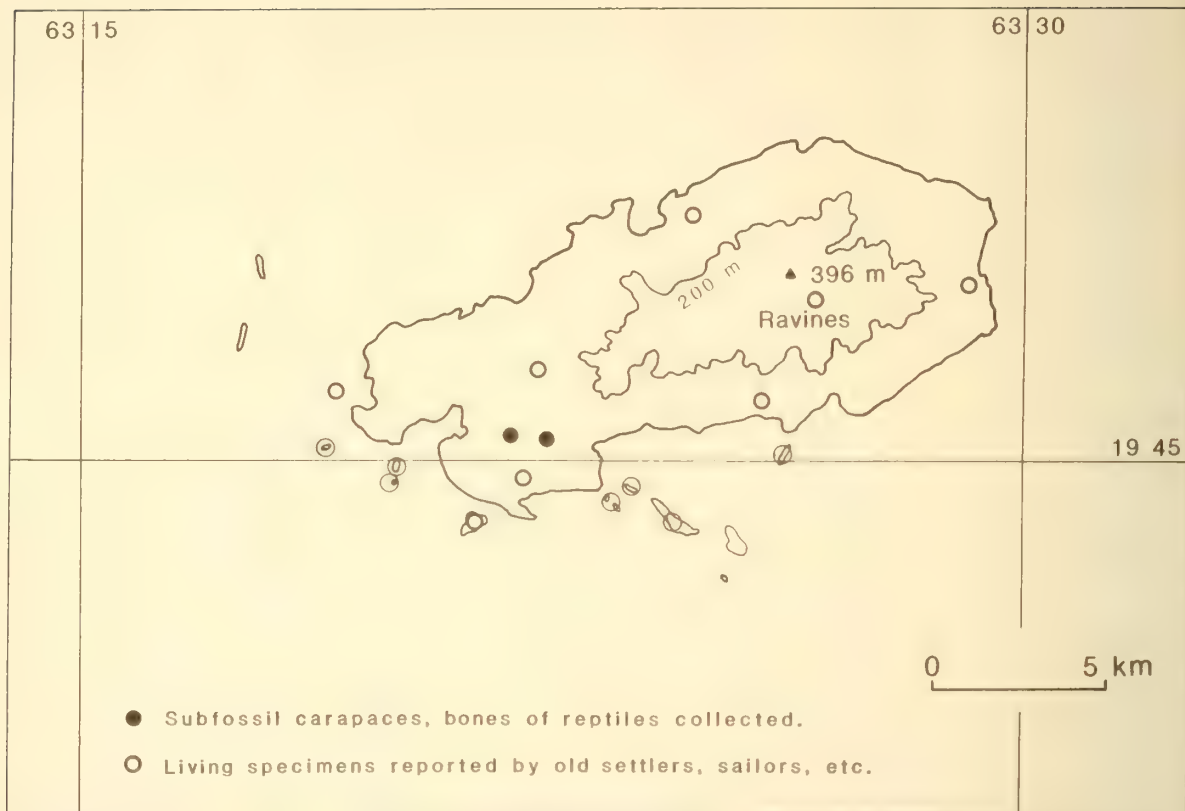 63 15
63 30
200 m
396 m
Ravines
19 45
0 5 km
Subfossil carapaces, bones of reptiles collected.
Living specimens reported by old settlers, sailors, etc.